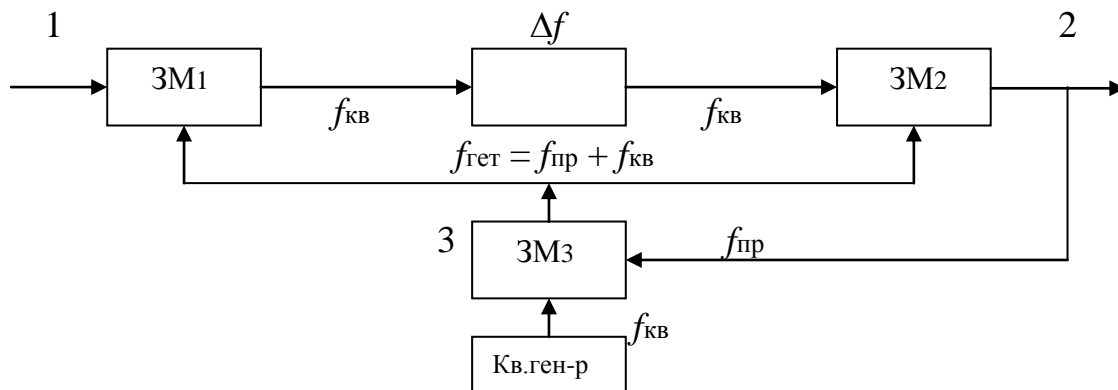 1
Δf
2
ЗМ1
ЗМ2
fкв
fкв
fгет = fпр + fкв
3
ЗМ3
fпр
fкв
Кв.ген-р